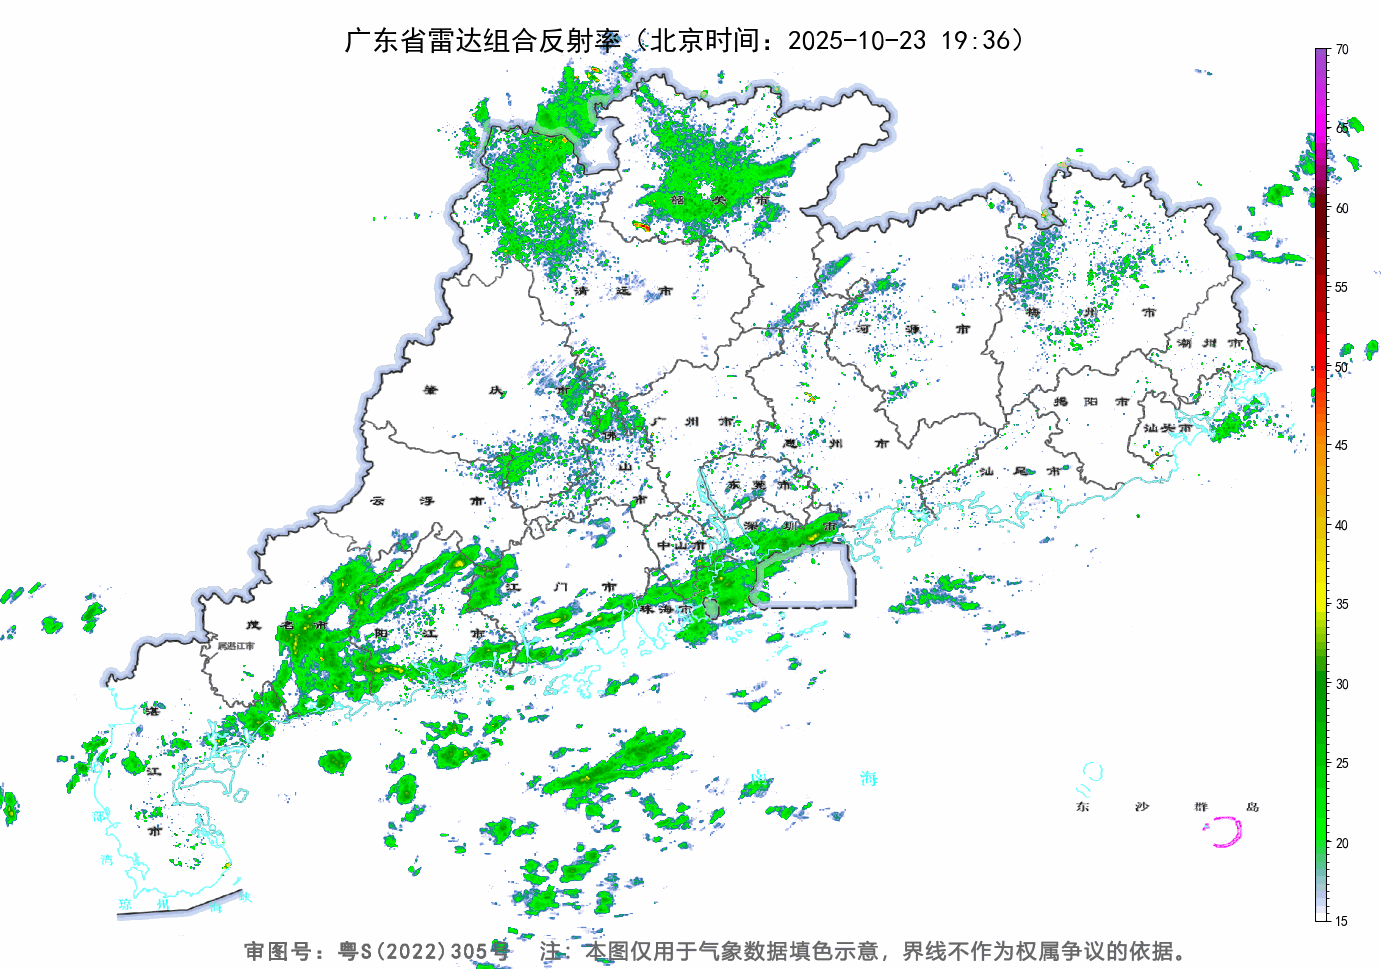 广东省雷达组合反射率（北京时间：2025-10-23 19:36）
70
65
60
55
50
45
40
35
30
25
20
15
韶关市
清远市
河源市
梅州市
潮州市
肇庆市
佛山市
广州市
惠州市
揭阳市
汕头市
汕尾市
云浮市
东莞市
深圳市
中山市
珠海市
江门市
阳江市
茂名市
属湛江市
湛江市
南海
东沙群岛
琼州海峡
审图号：粤S(2022)305号 注：本图仅用于气象数据填色示意，界线不作为权属争议的依据。